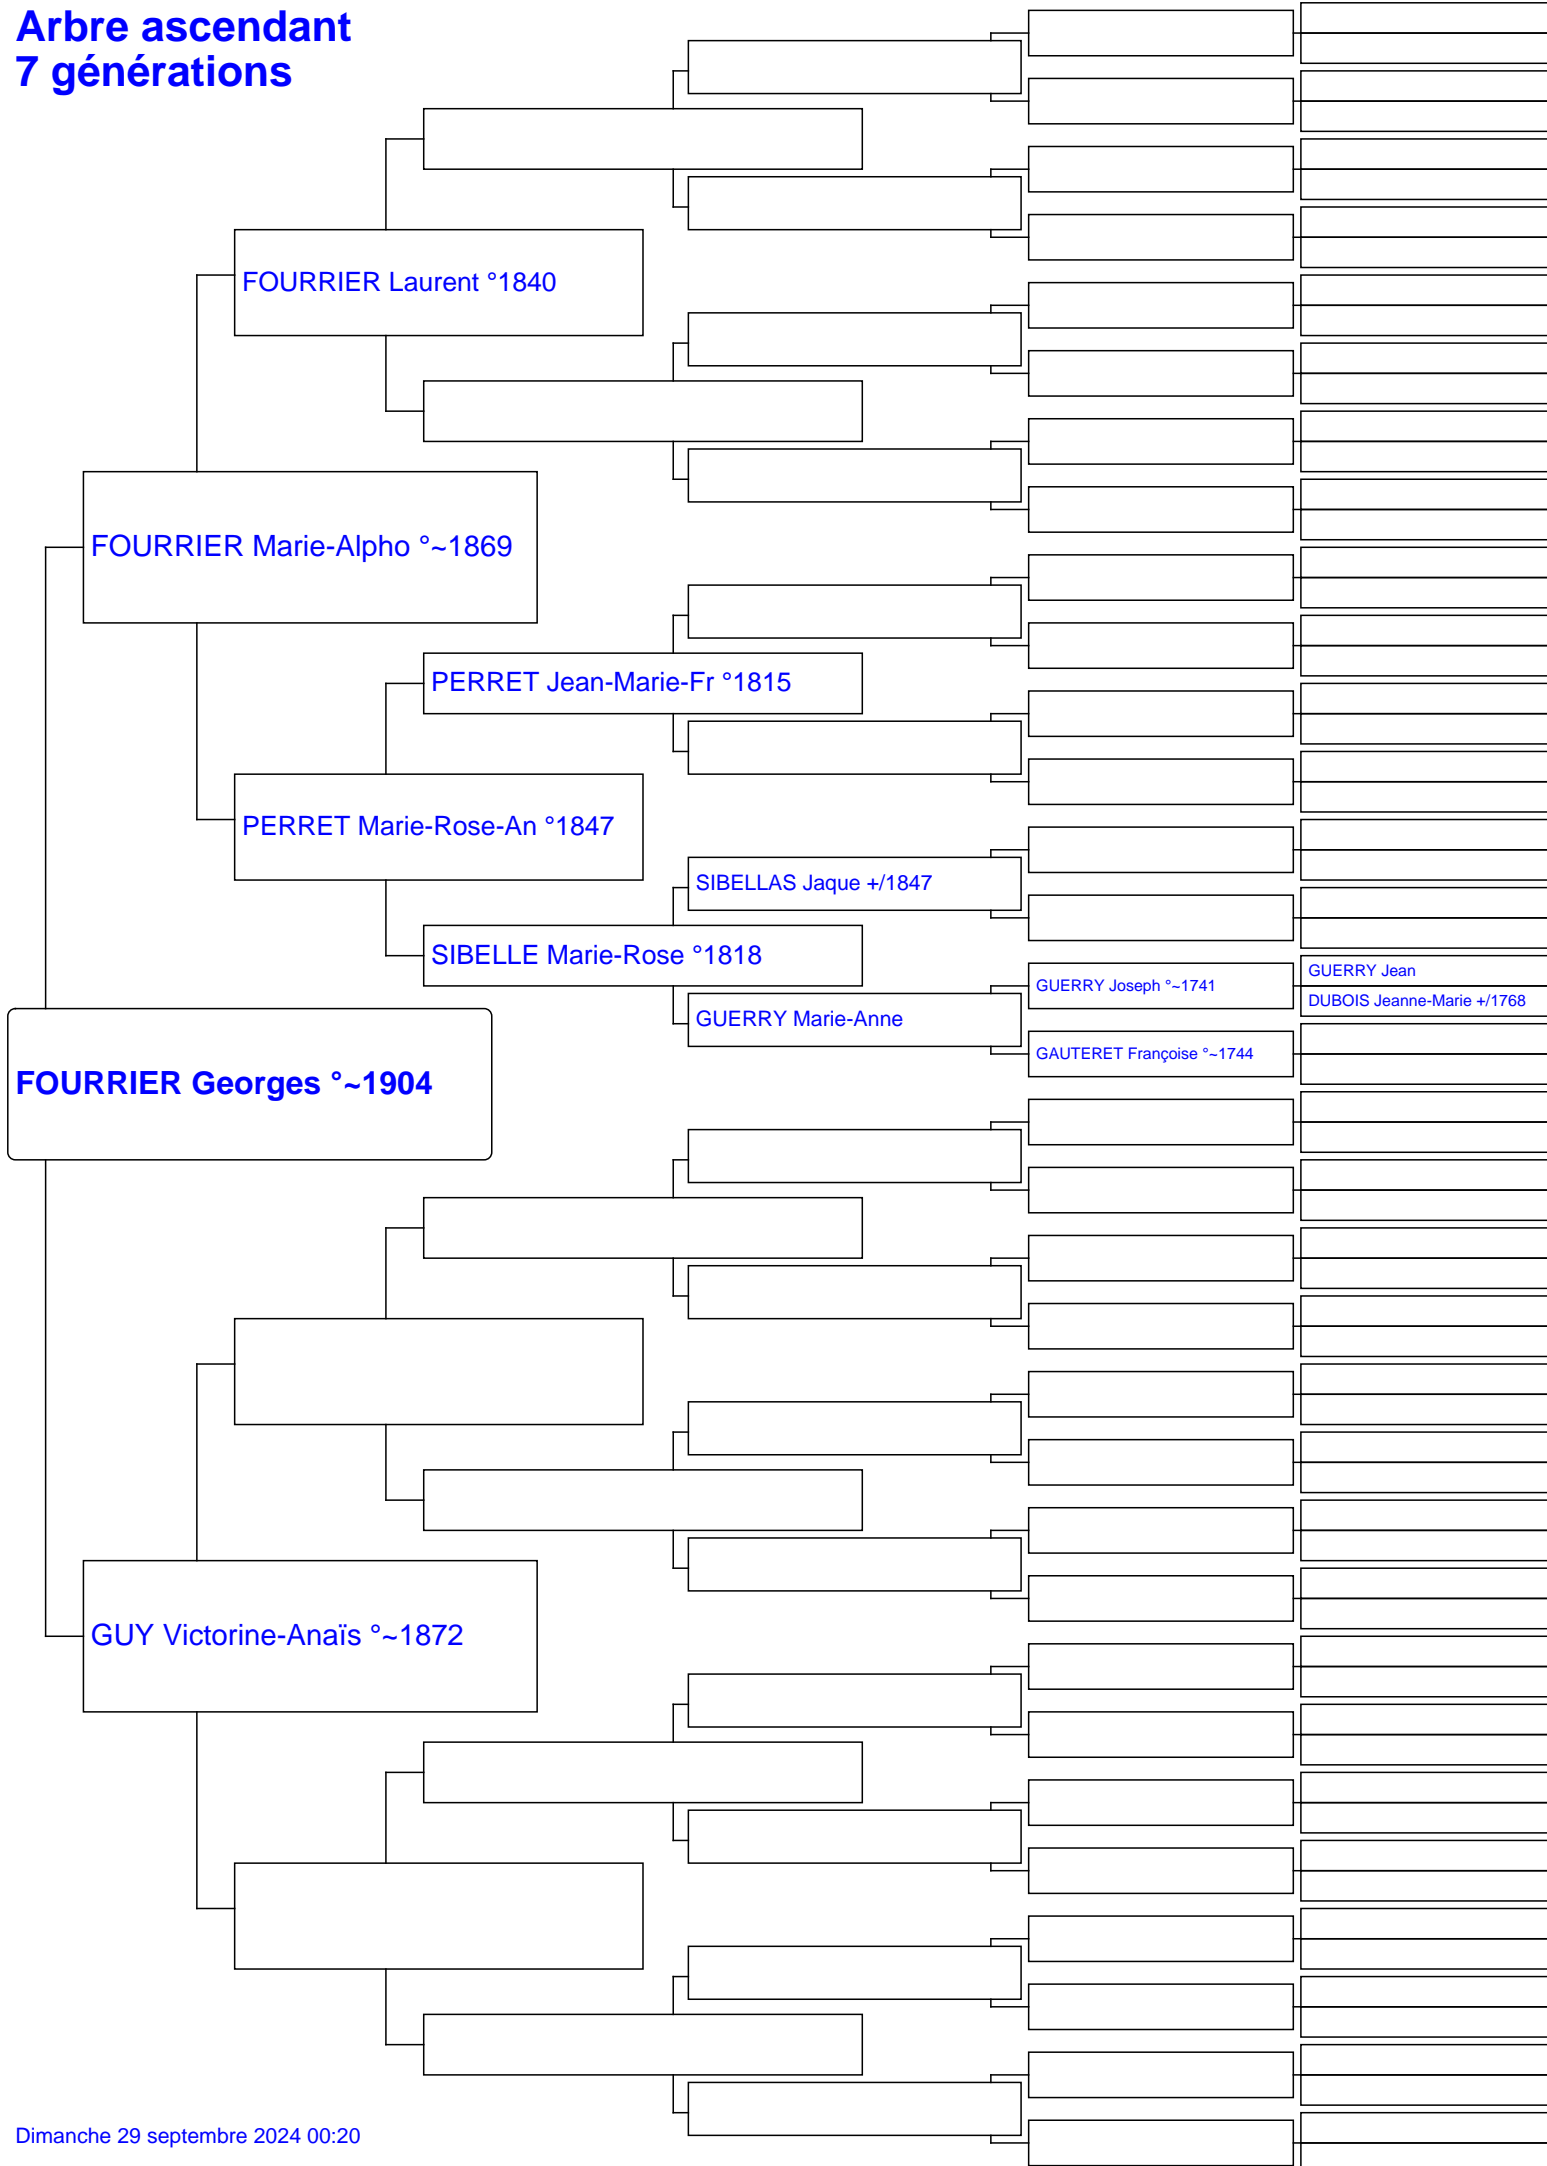 Arbre ascendant
7 générations
FOURRIER Laurent °1840
FOURRIER Marie-Alpho °~1869
PERRET Jean-Marie-Fr °1815
PERRET Marie-Rose-An °1847
SIBELLAS Jaque +/1847
SIBELLE Marie-Rose °1818
GUERRY Joseph °~1741
GUERRY Jean
DUBOIS Jeanne-Marie +/1768
GUERRY Marie-Anne
GAUTERET Françoise °~1744
FOURRIER Georges °~1904
GUY Victorine-Anaïs °~1872
Dimanche 29 septembre 2024 00:20